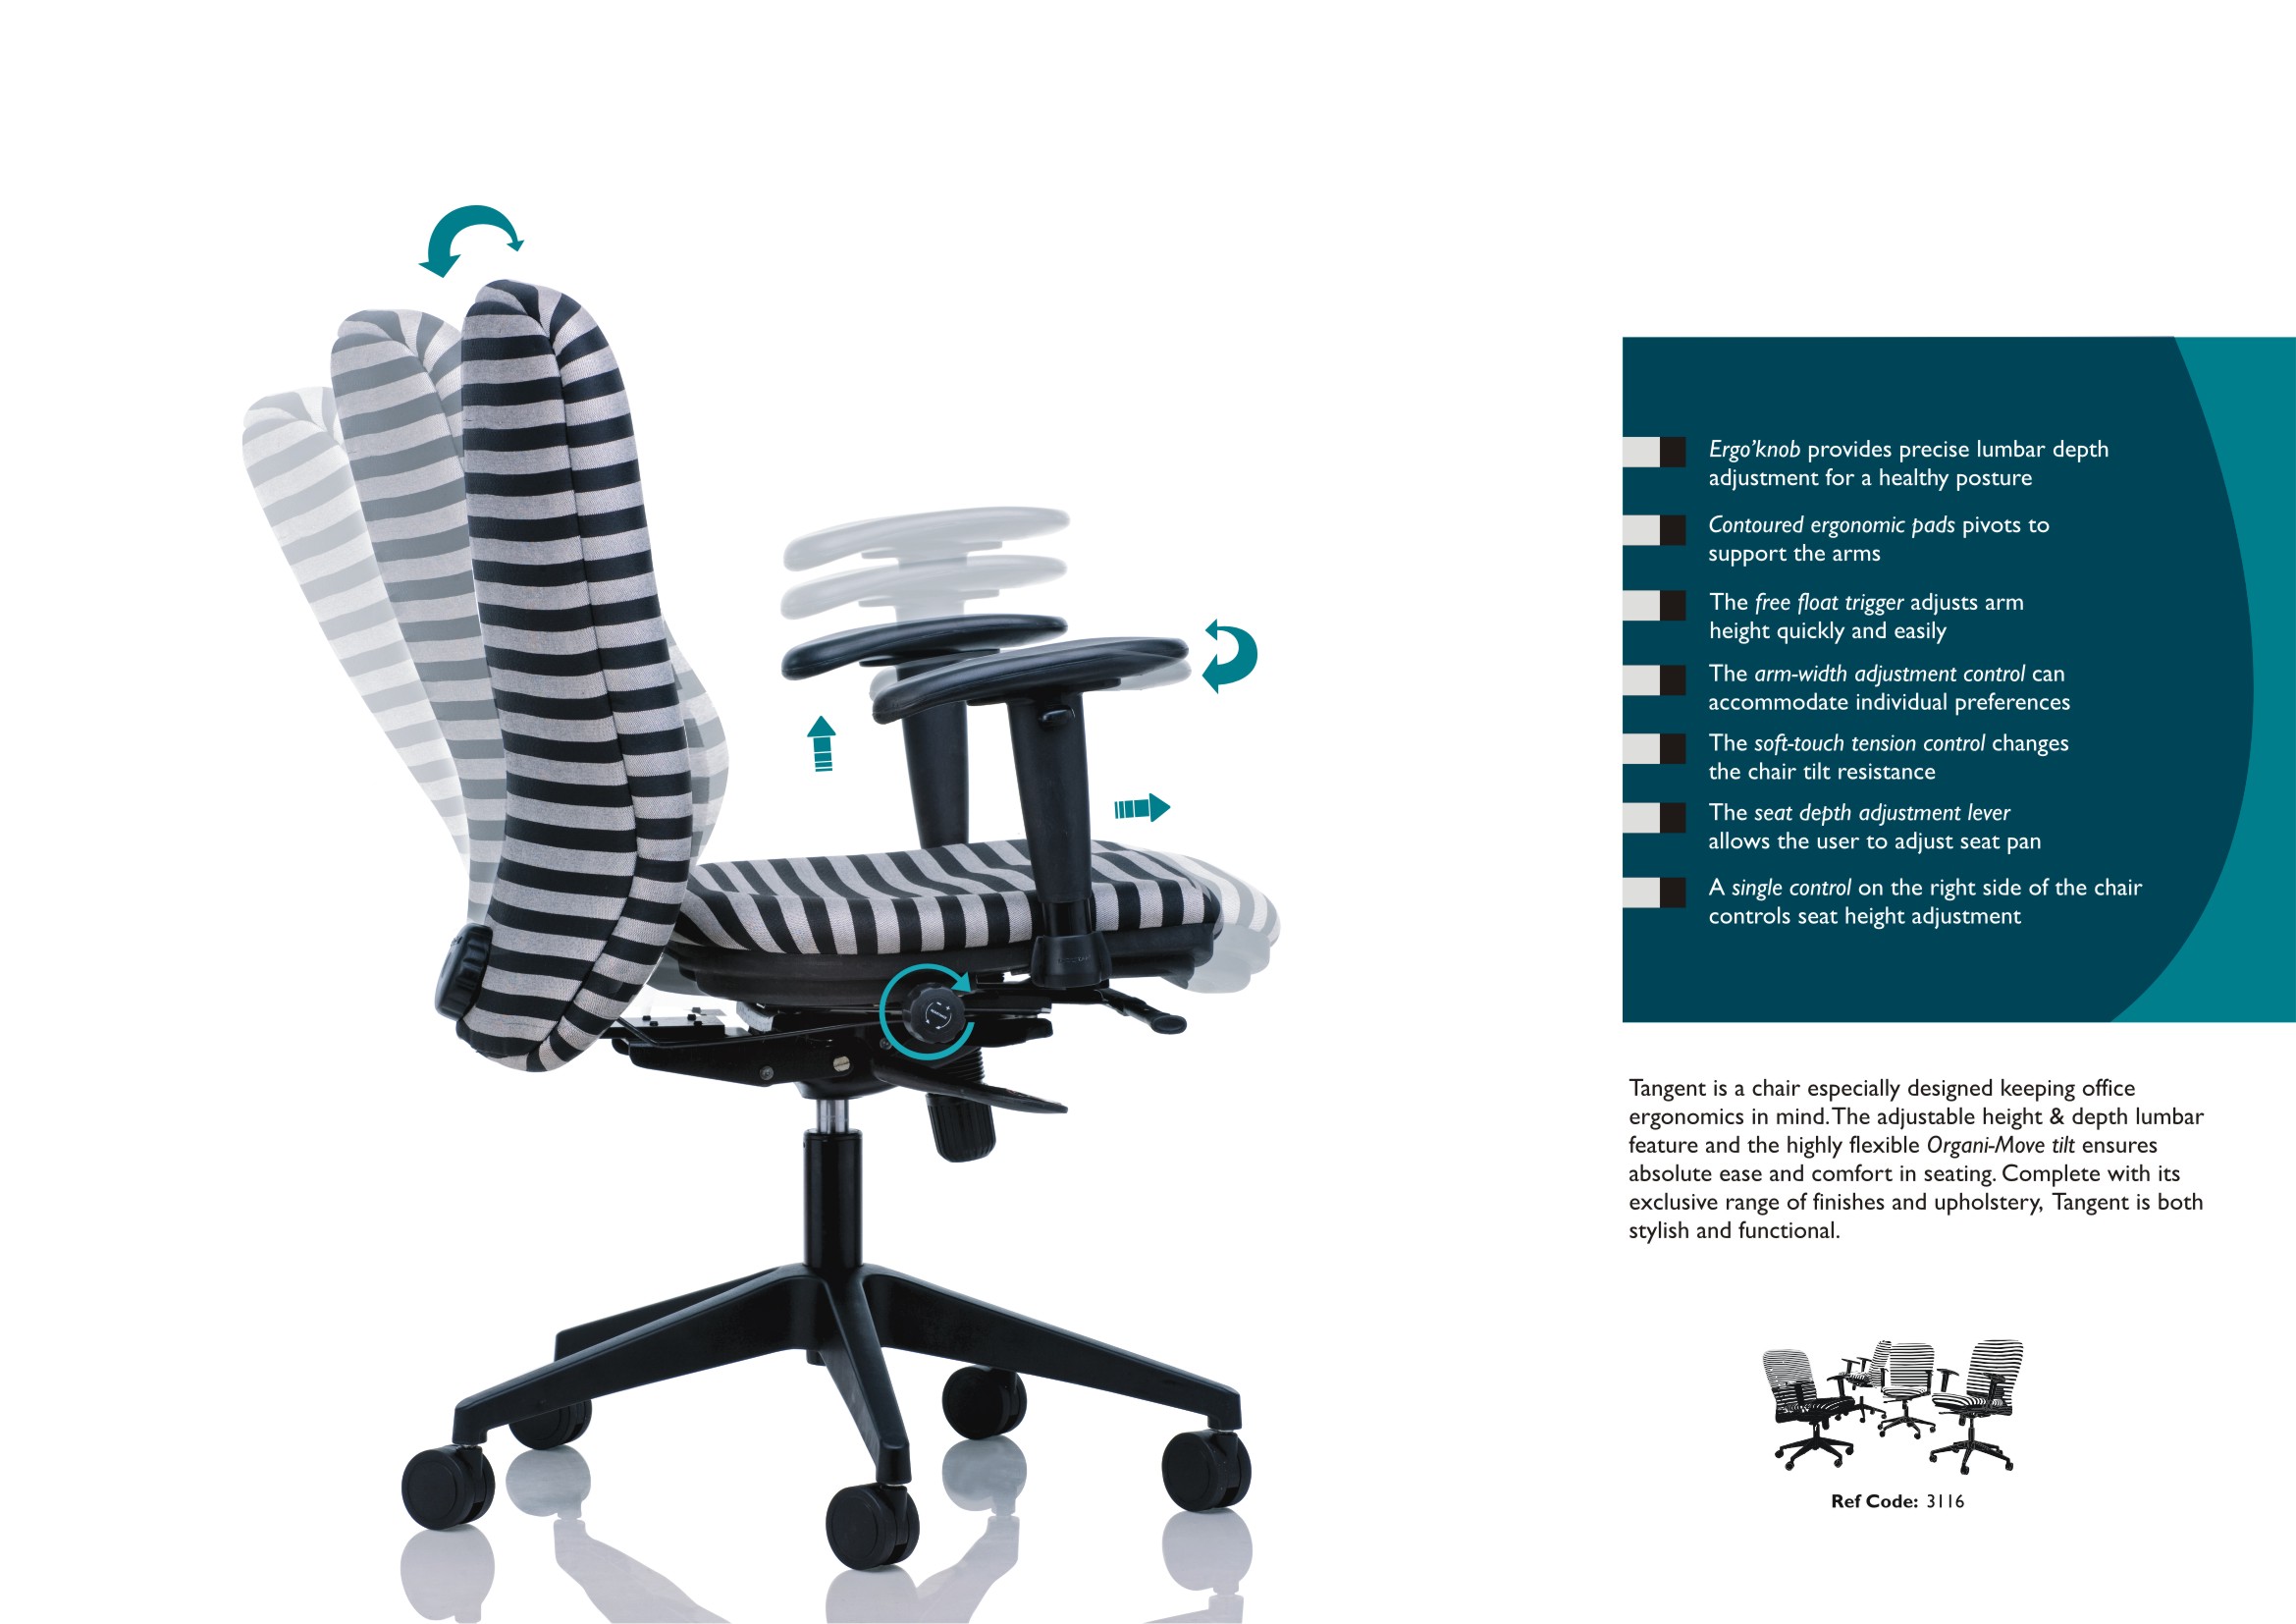 Ergo’knob provides precise lumbar depth
adjustment for a healthy posture
Contoured ergonomic pads pivots to
support the arms
The free float trigger adjusts arm
height quickly and easily
The arm-width adjustment control can
accommodate individual preferences
The soft-touch tension control changes
the chair tilt resistance
The seat depth adjustment lever
allows the user to adjust seat pan
A single control on the right side of the chair
controls seat height adjustment
Tangent is a chair especially designed keeping office
ergonomics in mind. The adjustable height & depth lumbar
feature and the highly flexible Organi-Move tilt ensures
absolute ease and comfort in seating. Complete with its
exclusive range of finishes and upholstery, Tangent is both
stylish and functional.
Ref Code: 3116